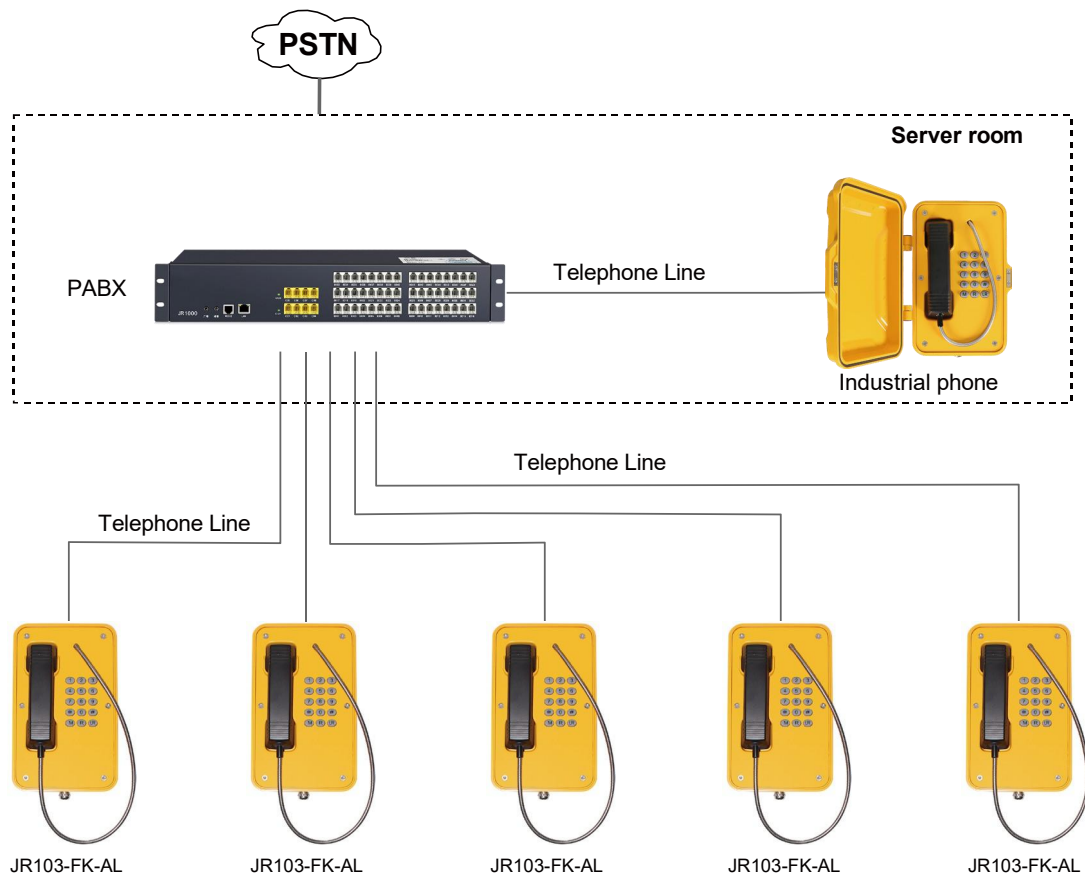 PSTN
Server room
PABX
Telephone Line
JR1000
Industrial phone
Telephone Line
Telephone Line
JR103-FK-AL
JR103-FK-AL
JR103-FK-AL
JR103-FK-AL
JR103-FK-AL